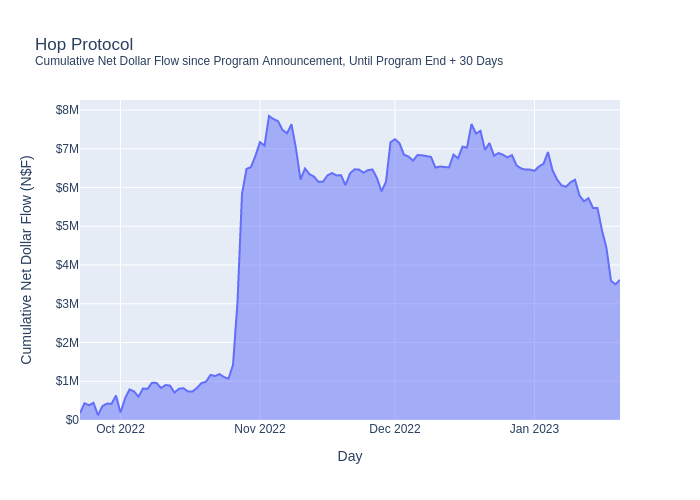 Hop Protocol
Cumulative Net Dollar Flow since Program Announcement, Until Program End + 30 Days
Cumulative Net Dollar Flow (N$F)
$8M
$7M
$6M
$5M
$4M
$3M
$2M
$1M
$0
Oct 2022
Nov 2022
Dec 2022
Jan 2023
Day